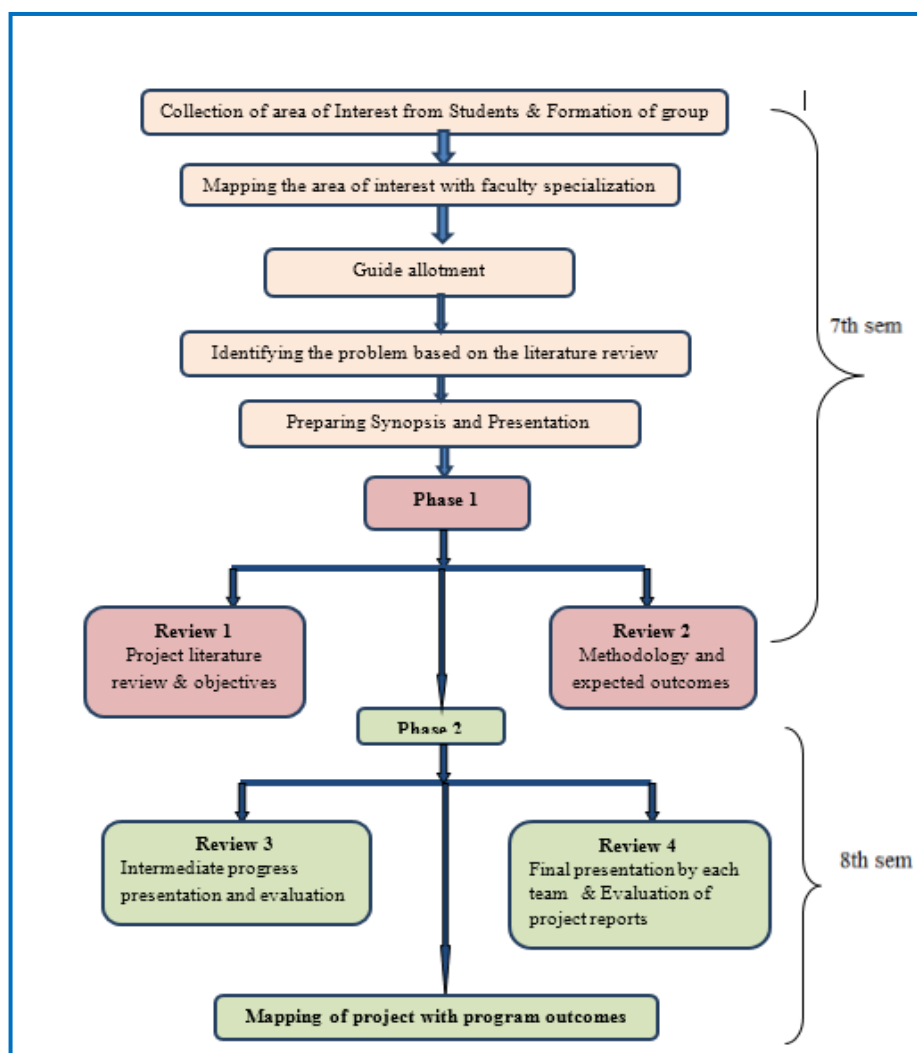 Collection of area of Interest from Students & Formation of group
Mapping the area of interest with faculty specialization
Guide allotment
Identifying the problem based on the literature review
7th sem
Preparing Synopsis and Presentation
Phase 1
Review 1
Project literature
review & objectives
Review 2
Methodology and
expected outcomes
Phase 2
Review 3
Intermediate progress
presentation and evaluation
Review 4
Final presentation by each
team & Evaluation of
project reports
8th sem
Mapping of project with program outcomes